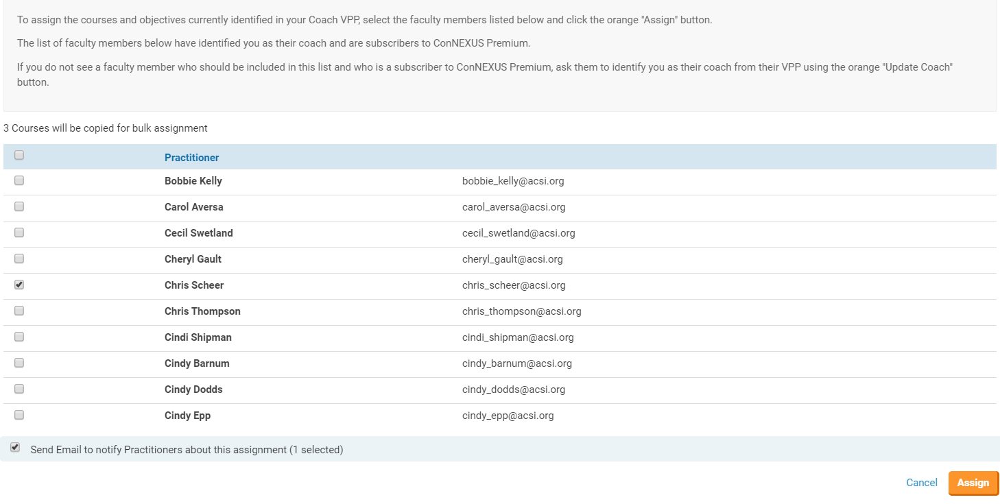 To assign the courses and objectives currently identified in your Coach VPP, select the faculty members listed below and click the orange "Assign" button.
The list of faculty members below have identified you as their coach and are subscribers to ConNEXUS Premium.
If you do not see a faculty member who should be included in this list and who is a subscriber to ConNEXUS Premium, ask them to identify you as their coach from their VPP using the orange "Update Coach"
button.
3 Courses will be copied for bulk assignment
Practitioner
Bobbie Kelly bobbie_kelly@acsi.org
Carol Aversa carol_aversa@acsi.org
Cecil Swetland cecil_swetland@acsi.org
Cheryl Gault cheryl_gault@acsi.org
Chris Scheer chris_scheer@acsi.org
Chris Thompson chris_thompson@acsi.org
Cindi Shipman cindi_shipman@acsi.org
Cindy Barnum cindy_barnum@acsi.org
Cindy Dodds cindy_dodds@acsi.org
Cindy Epp cindy_epp@acsi.org
Send Email to notify Practitioners about this assignment (1 selected)
Cancel Assign